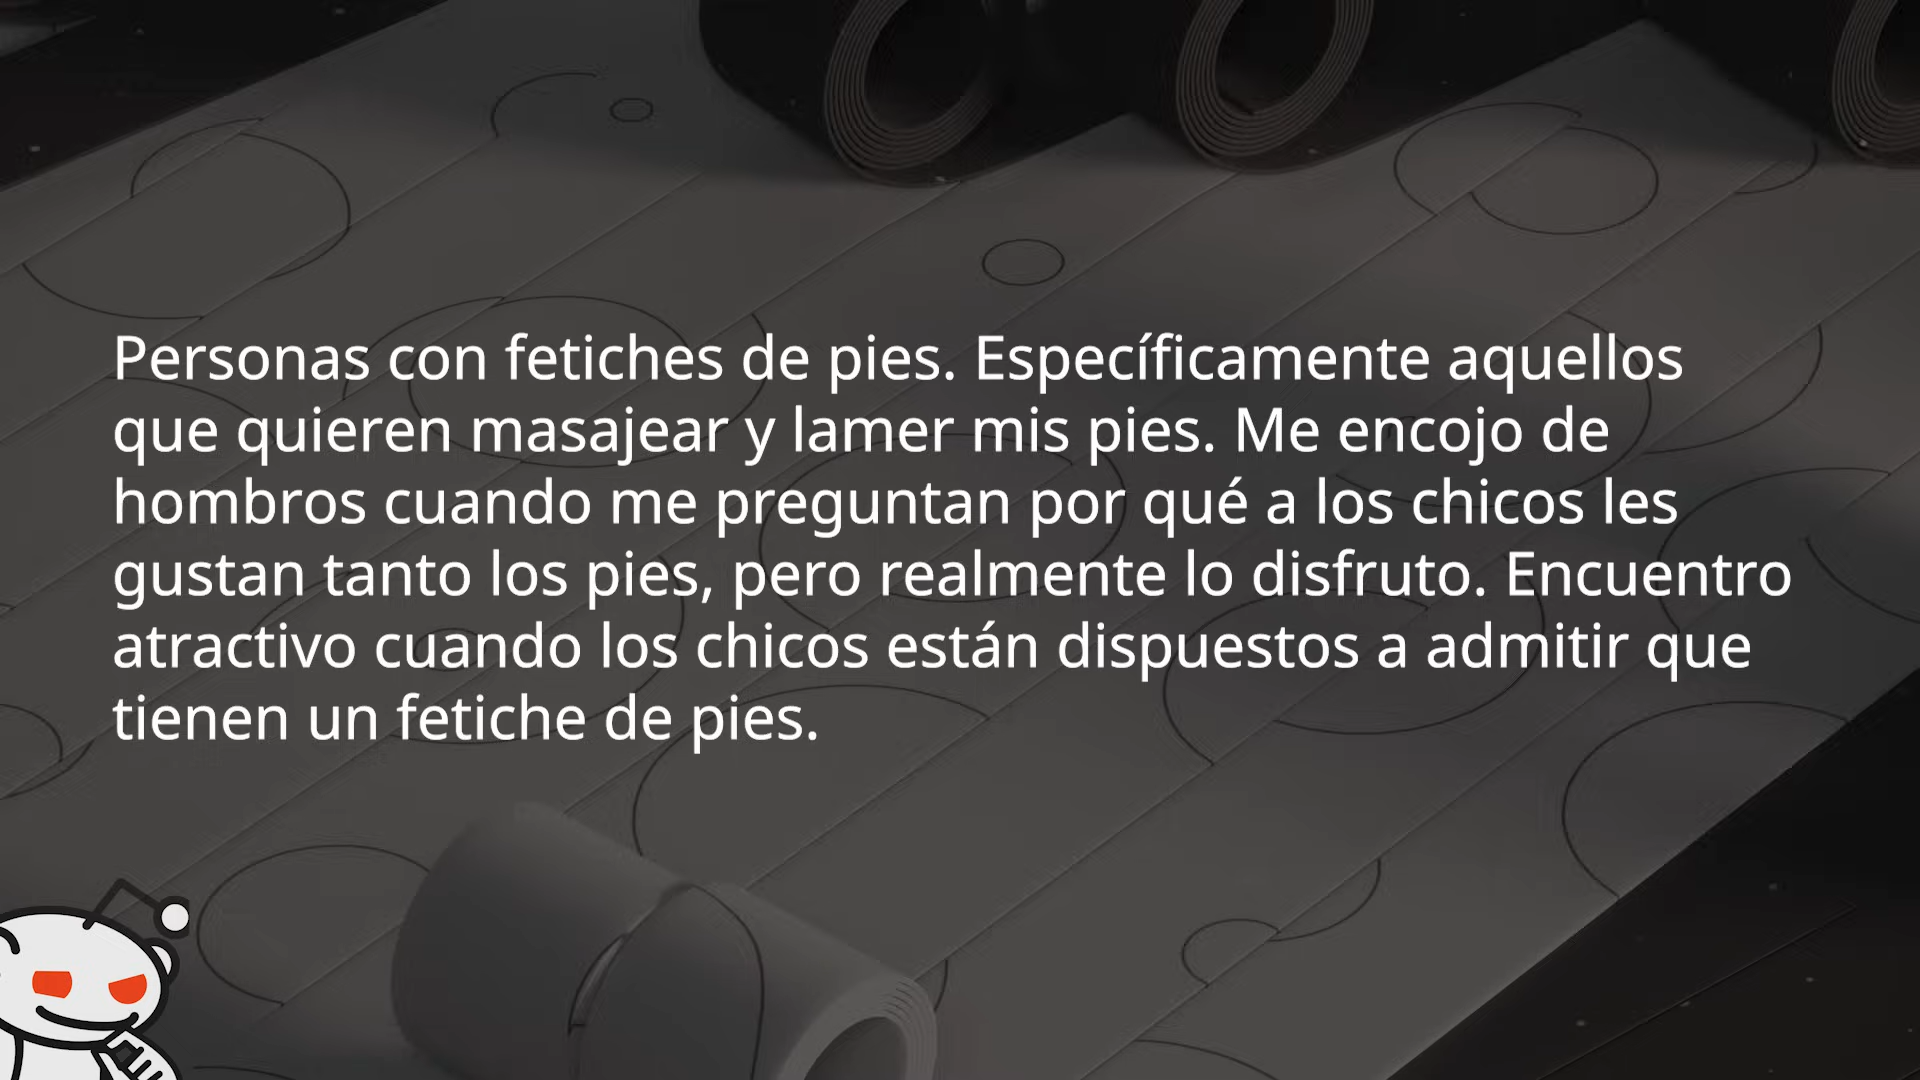 Personas con fetiches de pies. Específicamente aquellos
que quieren masajear y lamer mis pies. Me encojo de
hombros cuando me preguntan por qué a los chicos les
gustan tanto los pies, pero realmente lo disfruto. Encuentro
atractivo cuando los chicos están dispuestos a admitir que
tienen un fetiche de pies.